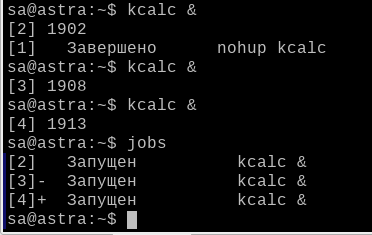 sa@astra:~$ kcalc &
[2] 1902
[1]   Завершено      nohup kcalc
sa@astra:~$ kcalc &
[3] 1908
sa@astra:~$ kcalc &
[4] 1913
sa@astra:~$ jobs
[2]   Запущен          kcalc &
[3]-  Запущен          kcalc &
[4]+  Запущен          kcalc &
sa@astra:~$